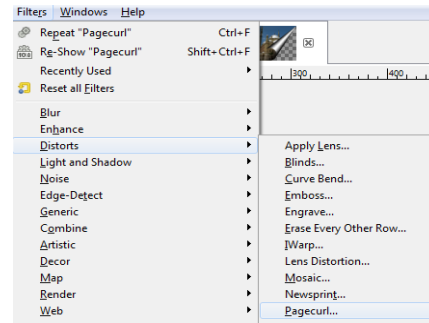 Filters Windows Help
Repeat "Pagecurl" Ctrl+F
Re-Show "Pagecurl" Shift+Ctrl+F
Recently Used
Reset all Filters
300 400
Blur
Enhance
Distorts
Light and Shadow
Noise
Edge-Detect
Generic
Combine
Artistic
Decor
Map
Render
Web
Apply Lens...
Blinds...
Curve Bend...
Emboss...
Engrave...
Erase Every Other Row...
IWarp...
Lens Distortion...
Mosaic...
Newsprint...
Pagecurl...